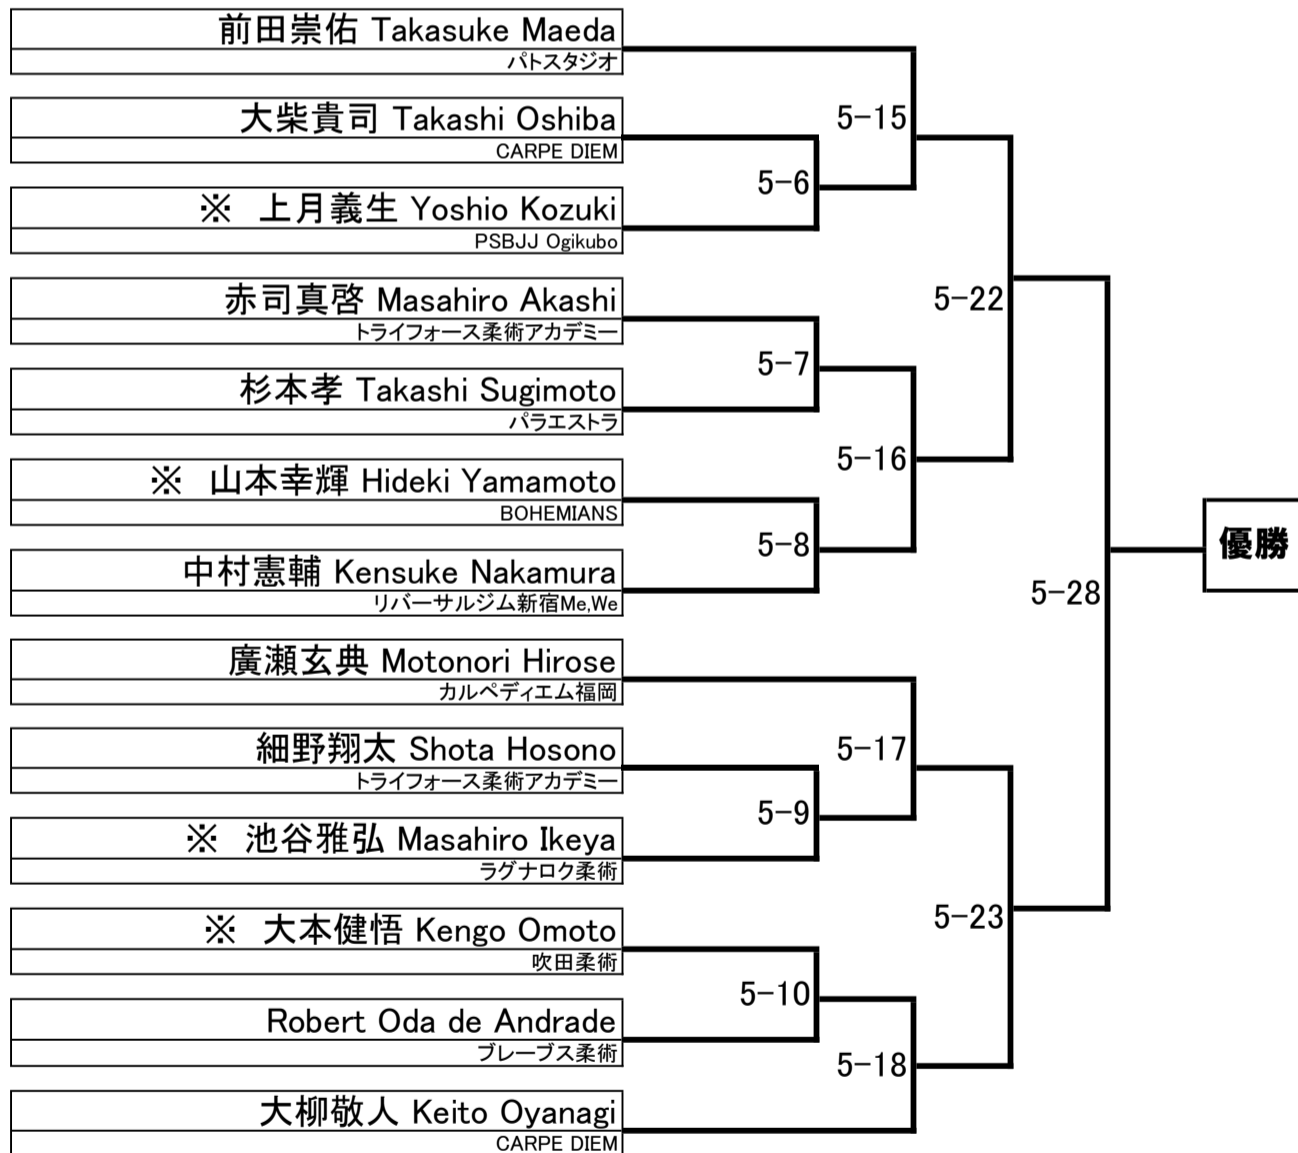 前田崇佑 Takasuke Maeda
パトスタジオ
5-15
大柴貴司 Takashi Oshiba
CARPE DIEM
5-6
※ 上月義生 Yoshio Kozuki
PSBJJ Ogikubo
赤司真啓 Masahiro Akashi
トライフォース柔術アカデミー
5-22
5-7
杉本孝 Takashi Sugimoto
パラエストラ
5-16
※ 山本幸輝 Hideki Yamamoto
BOHEMIANS
5-8
優勝
中村憲輔 Kensuke Nakamura
リバーサルジム新宿Me,We
5-28
廣瀬玄典 Motonori Hirose
カルペディエム福岡
5-17
細野翔太 Shota Hosono
トライフォース柔術アカデミー
5-9
※ 池谷雅弘 Masahiro Ikeya
ラグナロク柔術
5-23
※ 大本健悟 Kengo Omoto
吹田柔術
5-10
Robert Oda de Andrade
ブレーブス柔術
5-18
大柳敬人 Keito Oyanagi
CARPE DIEM